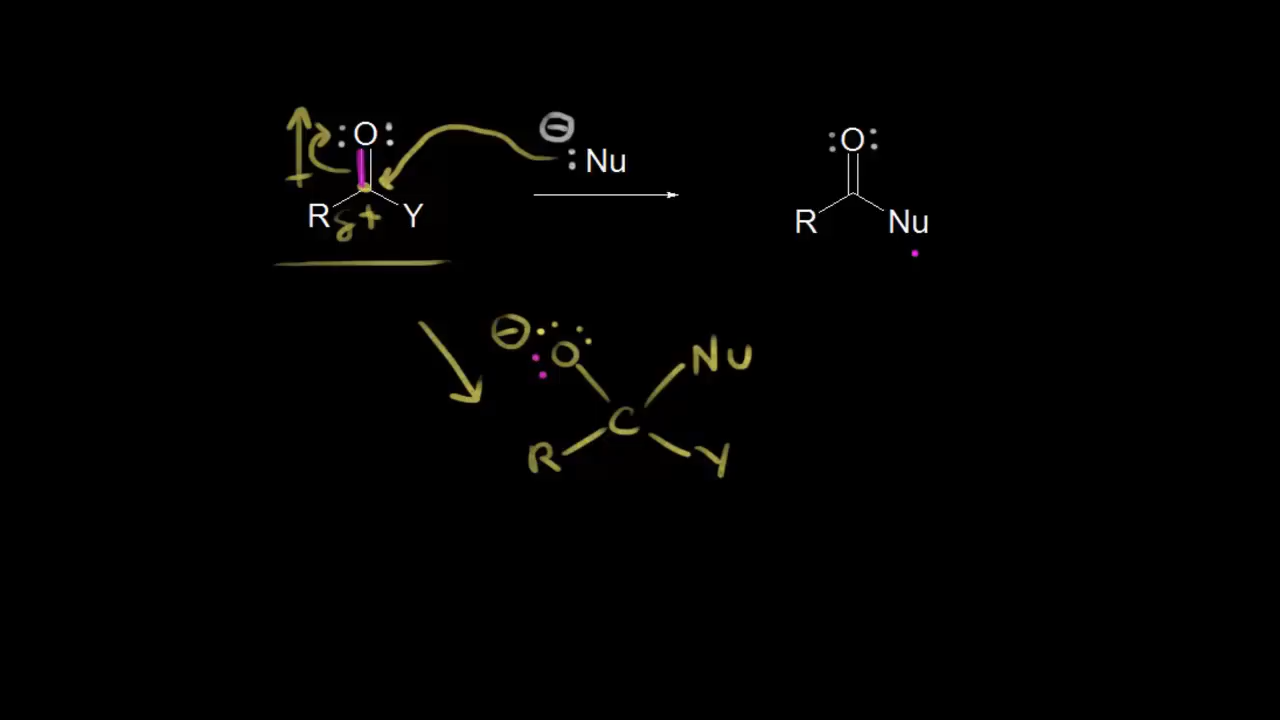 :O: ⊖
:Nu :O:
R δ+ Y R Nu
⊖ :O: Nu
C
R Y